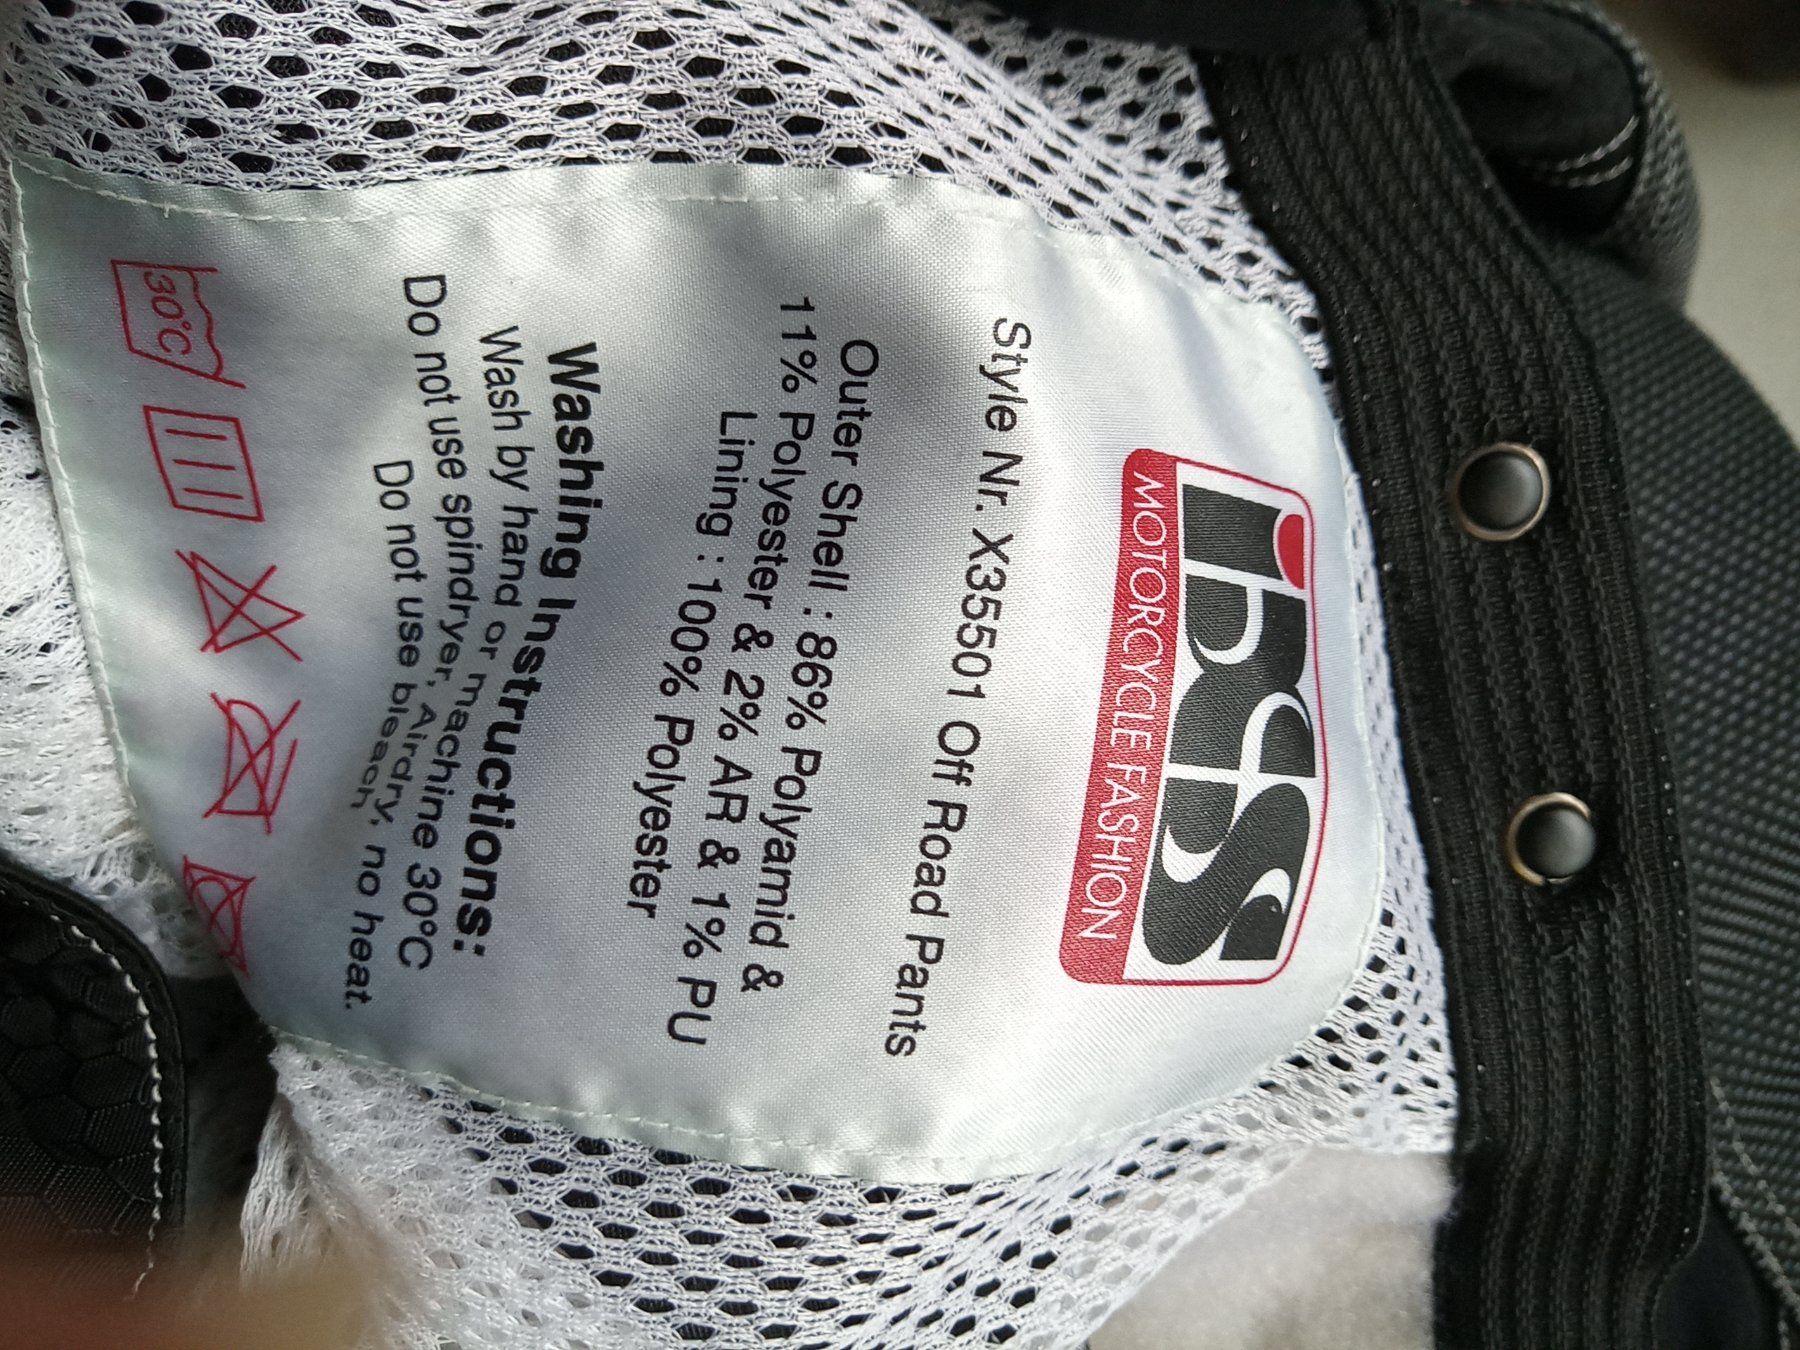 ixs
MOTORCYCLE FASHION
Style Nr. X35501 Off Road Pants
Outer Shell : 86% Polyamid &
11% Polyester & 2% AR & 1% PU
Lining : 100% Polyester
Washing Instructions:
Wash by hand or machine 30°C
Do not use spindryer, Airdry, no heat.
Do not use bleach
30°C